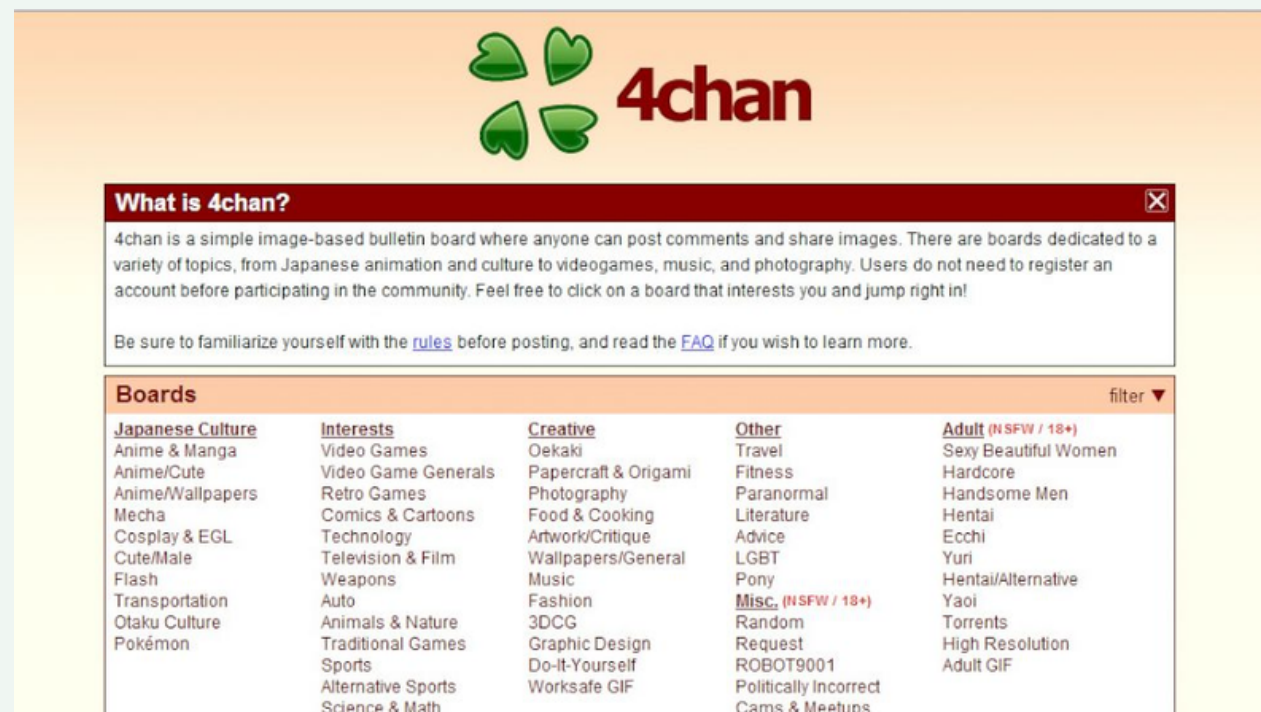 4chan
What is 4chan?
4chan is a simple image-based bulletin board where anyone can post comments and share images. There are boards dedicated to a
variety of topics, from Japanese animation and culture to videogames, music, and photography. Users do not need to register an
account before participating in the community. Feel free to click on a board that interests you and jump right in!
Be sure to familiarize yourself with the rules before posting, and read the FAQ if you wish to learn more.
Boards
filter ▼
Japanese Culture
Anime & Manga
Anime/Cute
Anime/Wallpapers
Mecha
Cosplay & EGL
Cute/Male
Flash
Transportation
Otaku Culture
Pokémon
Interests
Video Games
Video Game Generals
Retro Games
Comics & Cartoons
Technology
Television & Film
Weapons
Auto
Animals & Nature
Traditional Games
Sports
Alternative Sports
Science & Math
Creative
Oekaki
Papercraft & Origami
Photography
Food & Cooking
Artwork/Critique
Wallpapers/General
Music
Fashion
3DCG
Graphic Design
Do-It-Yourself
Worksafe GIF
Other
Travel
Fitness
Paranormal
Literature
Advice
LGBT
Pony
Misc. (NSFW / 18+)
Random
Request
ROBOT9001
Politically Incorrect
Cams & Meetups
Adult (NSFW / 18+)
Sexy Beautiful Women
Hardcore
Handsome Men
Hentai
Ecchi
Yuri
Hentai/Alternative
Yaoi
Torrents
High Resolution
Adult GIF